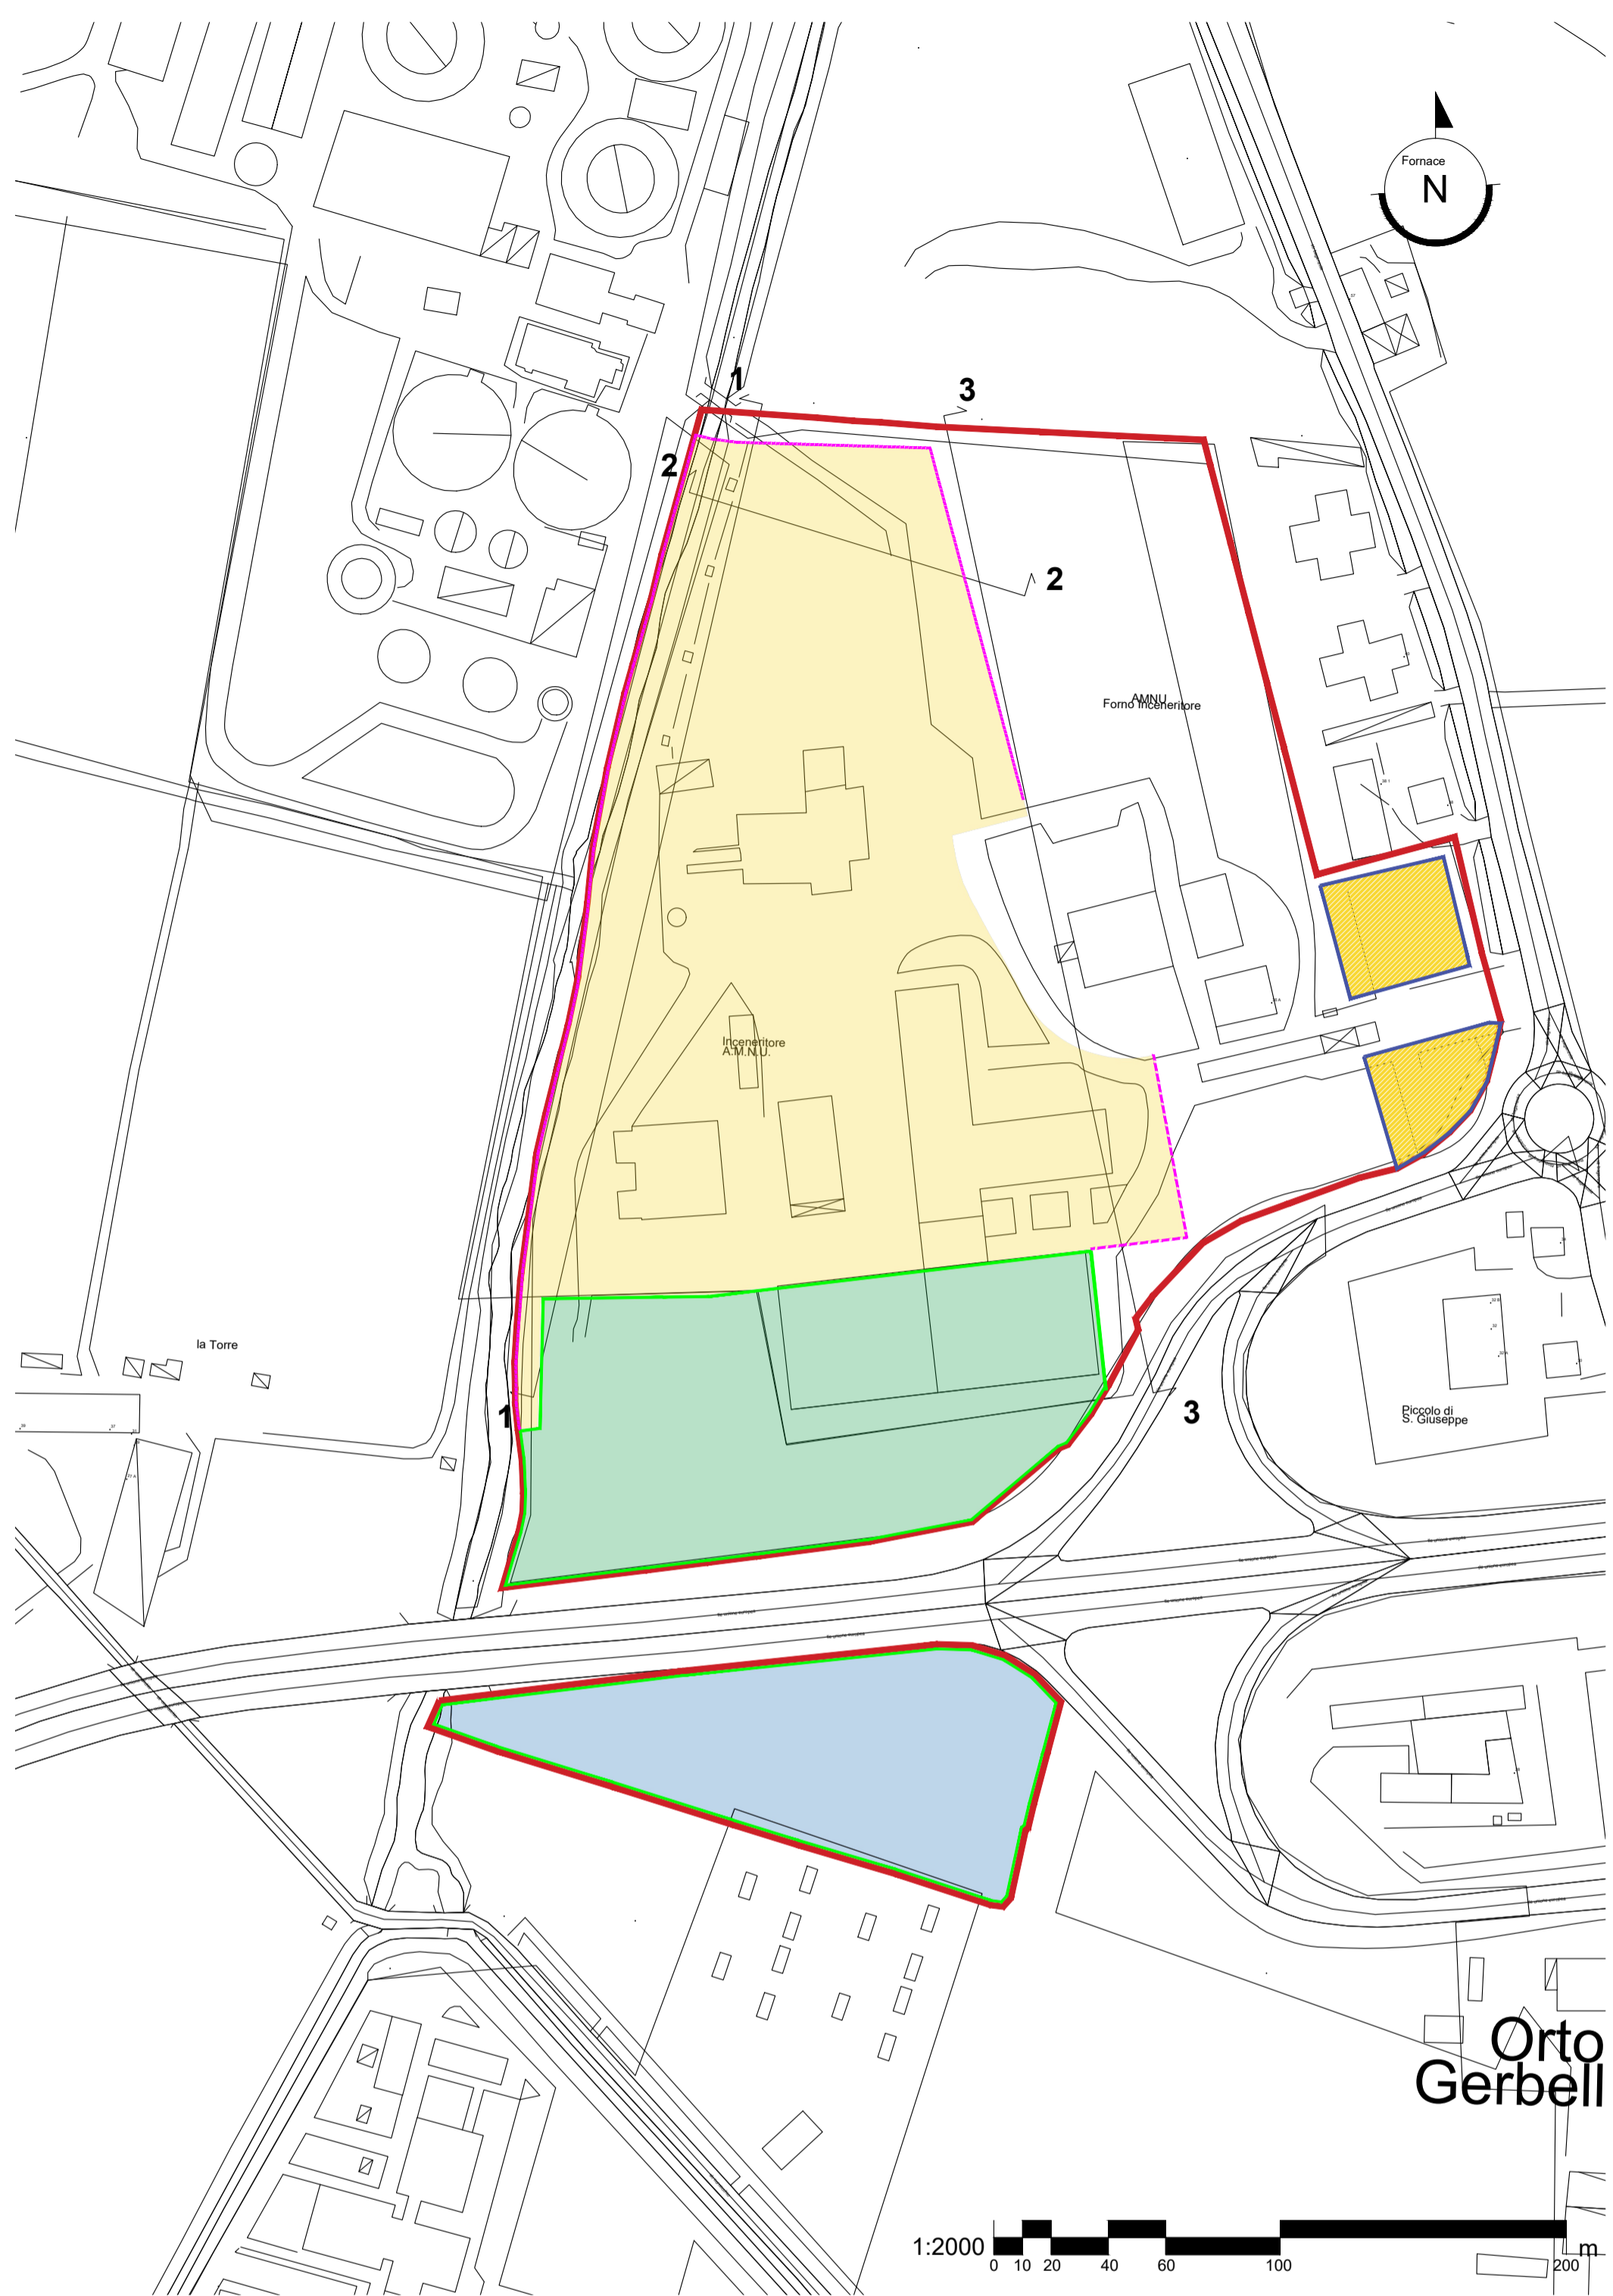 Fornace
N
1
3
2
2
AMNU
Forno Inceneritore
Inceneritore
A.M.N.U.
la Torre
1
3
Piccolo di
S. Giuseppe
Orto
Gerbell
1:2000
0 10 20 40 60 100 200 m